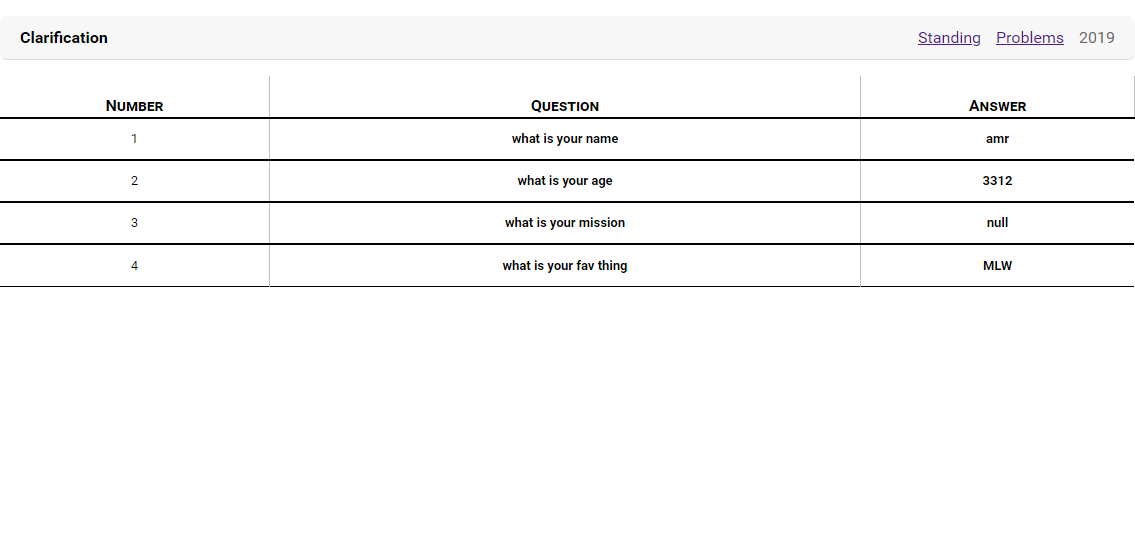 Clarification Standing Problems 2019
Number Question Answer
1 what is your name amr
2 what is your age 3312
3 what is your mission null
4 what is your fav thing MLW